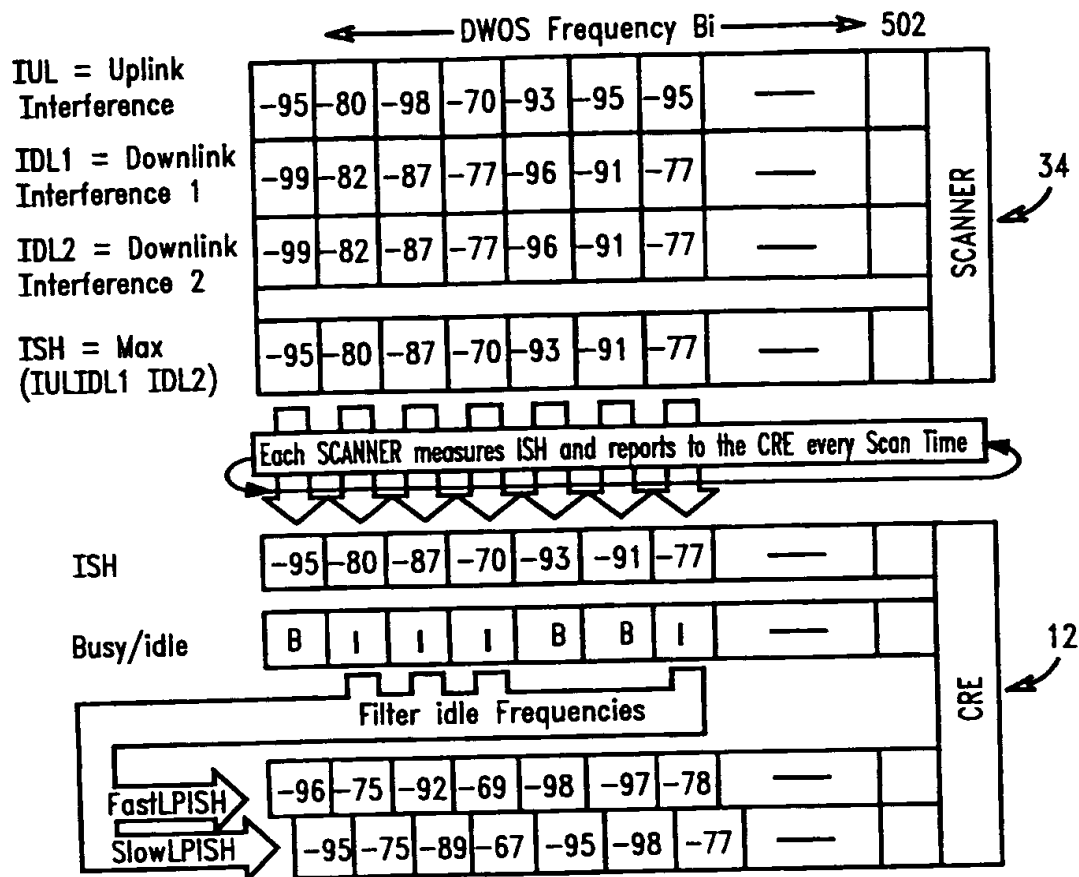 DWOS Frequency Bi 502
IUL = Uplink
Interference
-95 -80 -98 -70 -93 -95 -95 —
IDL1 = Downlink
Interference 1
-99 -82 -87 -77 -96 -91 -77 —
IDL2 = Downlink
Interference 2
-99 -82 -87 -77 -96 -91 -77 —
ISH = Max
(IULIDL1 IDL2)
-95 -80 -87 -70 -93 -91 -77 —
SCANNER
34
Each SCANNER measures ISH and reports to the CRE every Scan Time
ISH -95 -80 -87 -70 -93 -91 -77 —
Busy/idle B I I I B B I —
CRE
12
Filter idle Frequencies
FastLPISH -96 -75 -92 -69 -98 -97 -78 —
SlowLPISH -95 -75 -89 -67 -95 -98 -77 —